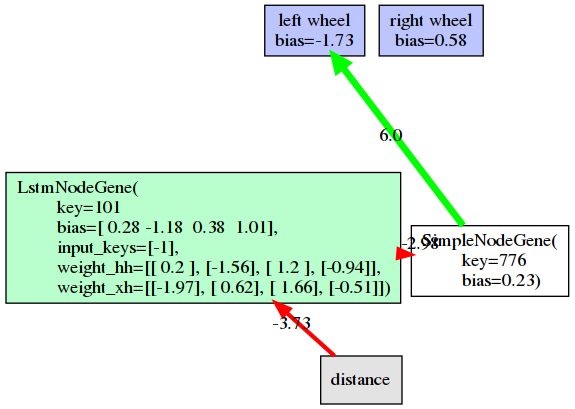 left wheel
bias=-1.73
right wheel
bias=0.58
6.0
LstmNodeGene(
key=101
bias=[ 0.28 -1.18 0.38 1.01],
input_keys=[-1],
weight_hh=[[ 0.2 ], [-1.56], [ 1.2 ], [-0.94]],
weight_xh=[[-1.97], [ 0.62], [ 1.66], [-0.51]])
-2.98
SimpleNodeGene(
key=776
bias=0.23)
-3.73
distance